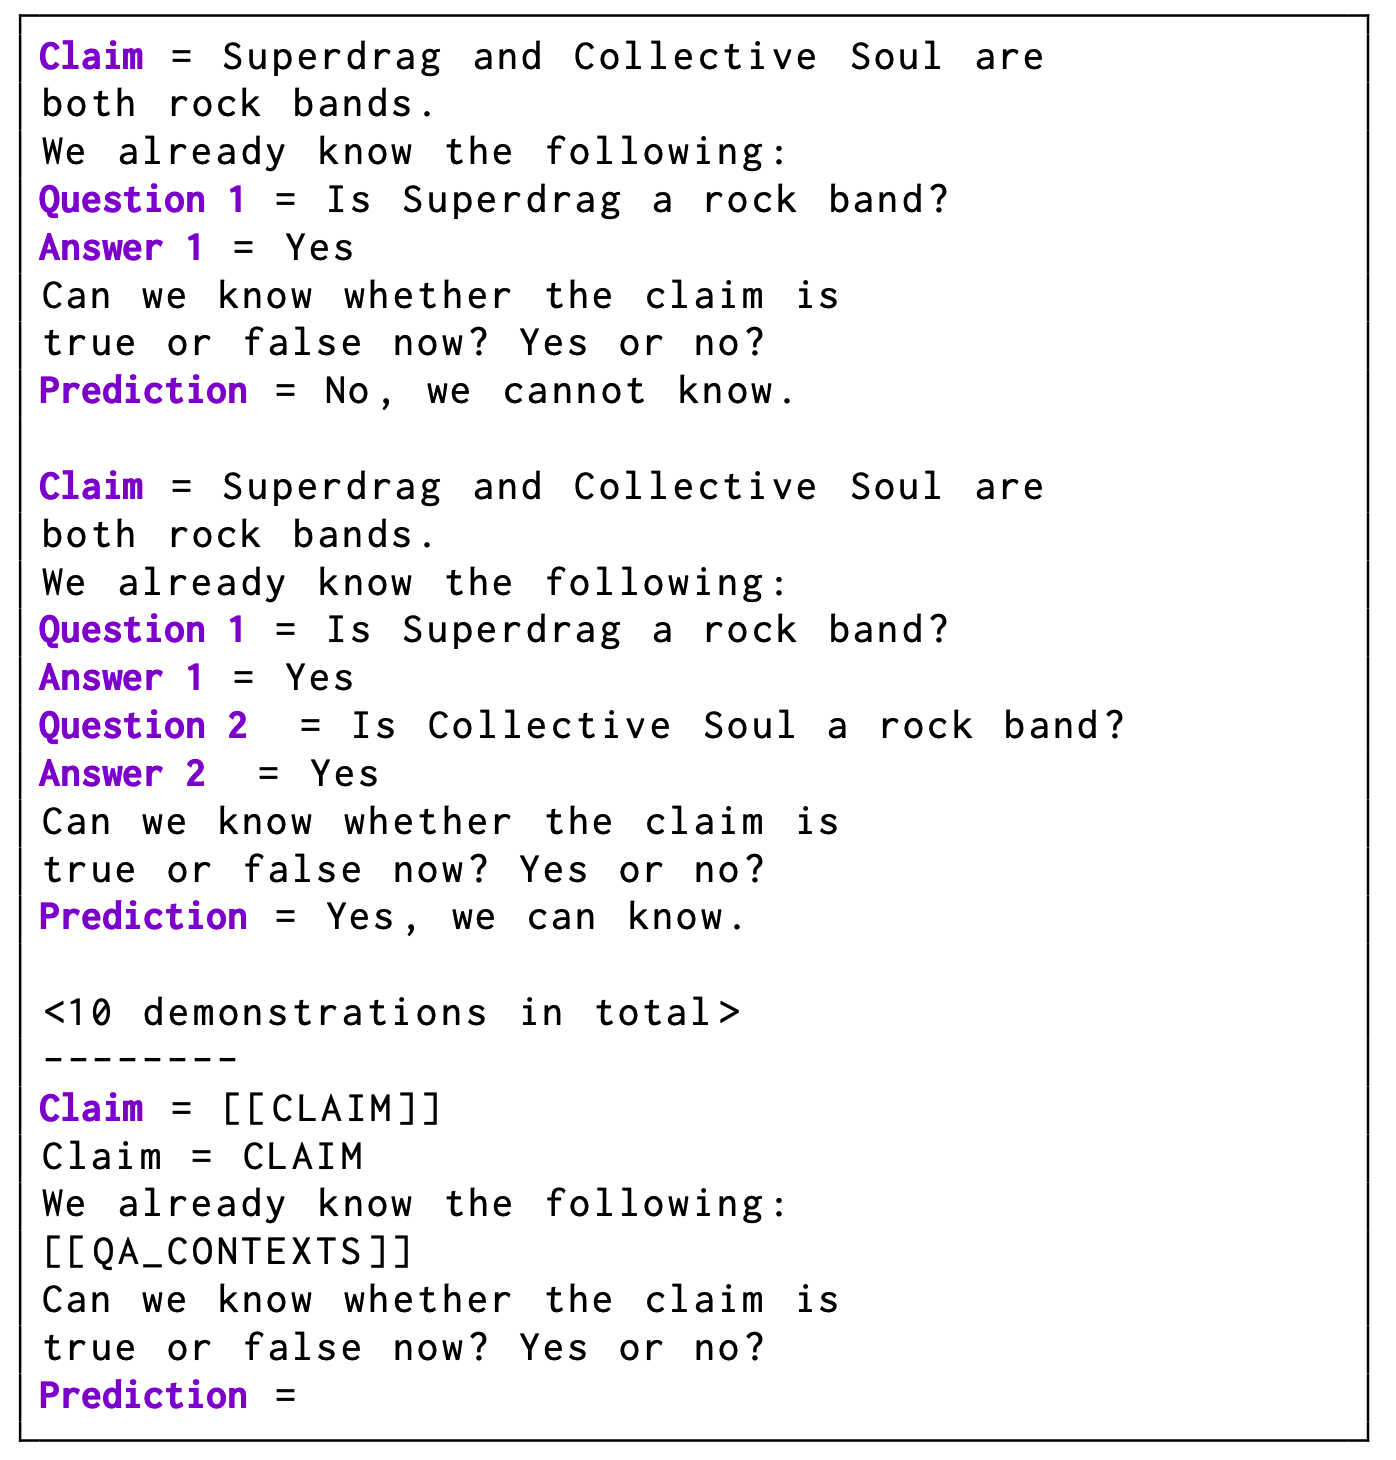 Claim = Superdrag and Collective Soul are
both rock bands.
We already know the following:
Question 1 = Is Superdrag a rock band?
Answer 1 = Yes
Can we know whether the claim is
true or false now? Yes or no?
Prediction = No, we cannot know.
Claim = Superdrag and Collective Soul are
both rock bands.
We already know the following:
Question 1 = Is Superdrag a rock band?
Answer 1 = Yes
Question 2 = Is Collective Soul a rock band?
Answer 2 = Yes
Can we know whether the claim is
true or false now? Yes or no?
Prediction = Yes, we can know.
<10 demonstrations in total>
--------
Claim = [[CLAIM]]
Claim = CLAIM
We already know the following:
[[QA_CONTEXTS]]
Can we know whether the claim is
true or false now? Yes or no?
Prediction =